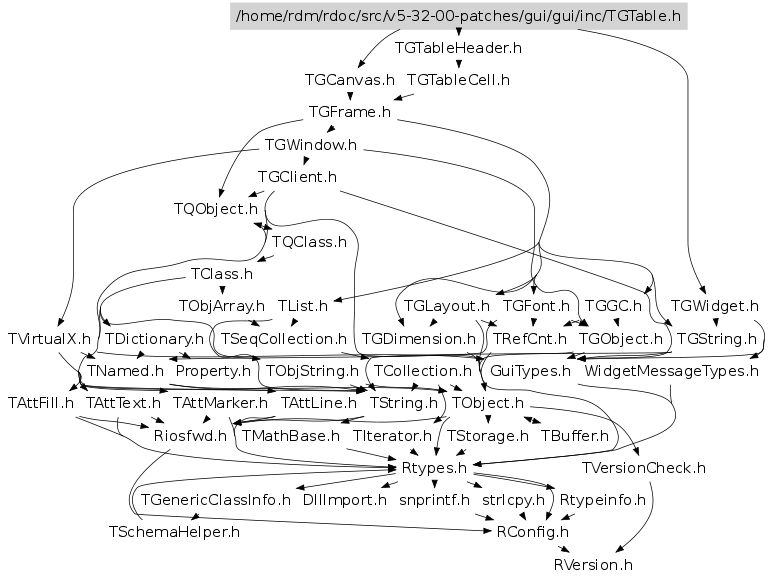 /home/rdm/rdoc/src/v5-32-00-patches/gui/gui/inc/TGTable.h
TGTableHeader.h
TGCanvas.h TGTableCell.h
TGFrame.h
TGWindow.h
TGClient.h
TQObject.h
TQClass.h
TClass.h
TObjArray.h TList.h TGLayout.h TGFont.h TGGC.h TGWidget.h
TVirtualX.h TDictionary.h TSeqCollection.h TGDimension.h TRefCnt.h TGObject.h TGString.h
TNamed.h Property.h TObjString.h TCollection.h GuiTypes.h WidgetMessageTypes.h
TAttFill.h TAttText.h TAttMarker.h TAttLine.h TString.h TObject.h
Riosfwd.h TMathBase.h TIterator.h TStorage.h TBuffer.h
Rtypes.h TVersionCheck.h
TGenericClassInfo.h DllImport.h snprintf.h strlcpy.h Rtypeinfo.h
TSchemaHelper.h RConfig.h
RVersion.h